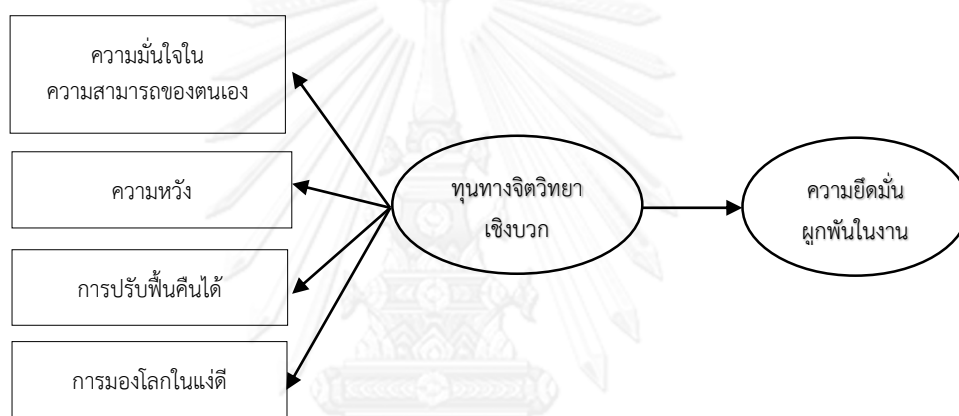 ความมั่นใจใน
ความสามารถของตนเอง
ความหวัง
การปรับฟื้นคืนได้
การมองโลกในแง่ดี
ทุนทางจิตวิทยา
เชิงบวก
ความยึดมั่น
ผูกพันในงาน